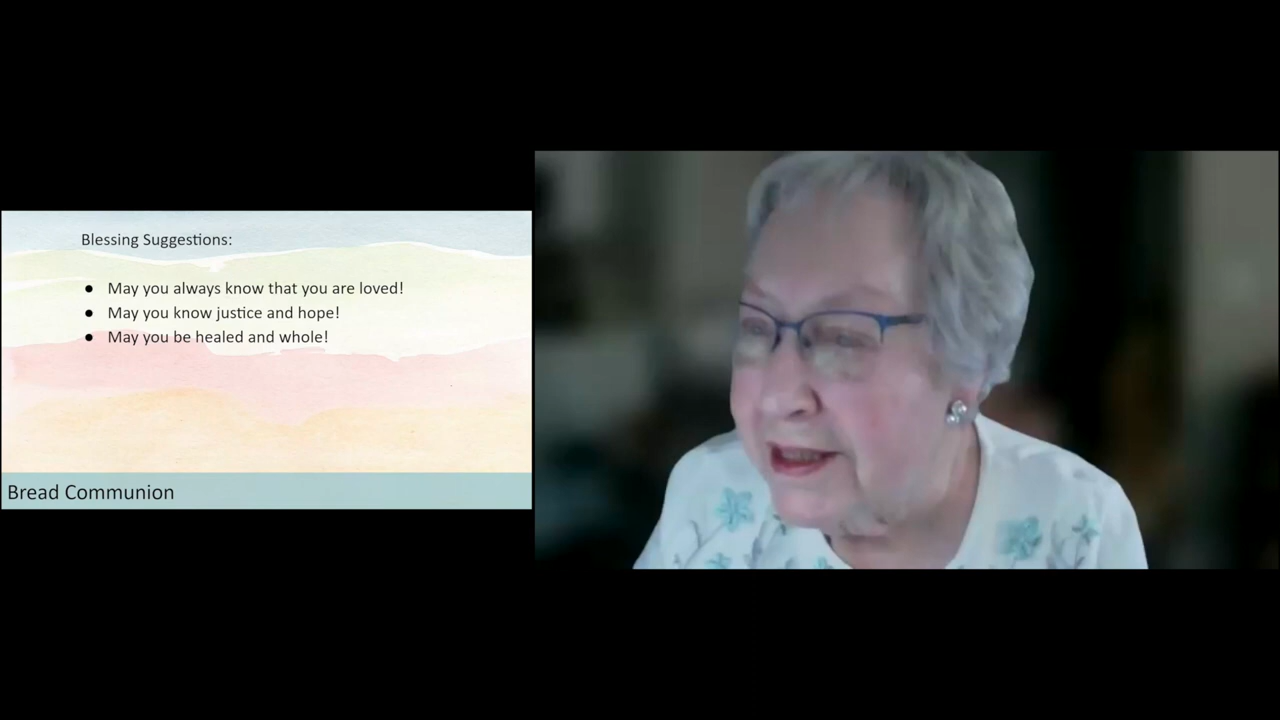 Blessing Suggestions:
● May you always know that you are loved!
● May you know justice and hope!
● May you be healed and whole!
Bread Communion